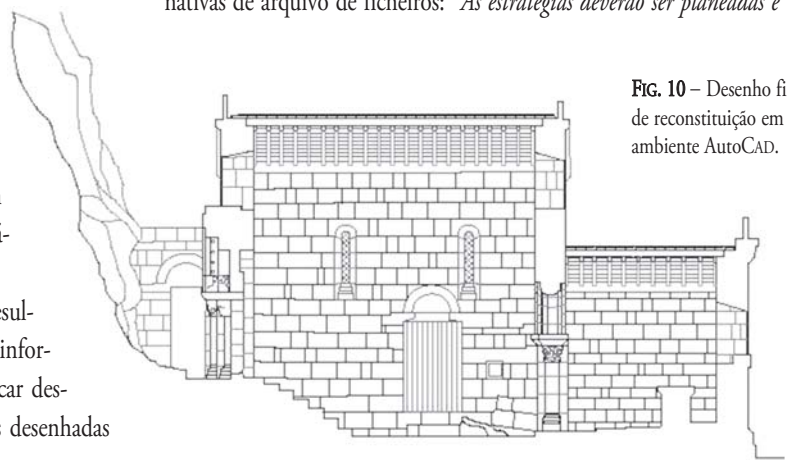 nativas de arquivo de ficheiros: “As estratégias deverão ser planeadas e
FIG. 10 – Desenho fi
de reconstituição em
ambiente AutoCAD.
esul-
infor-
car des-
s desenhadas